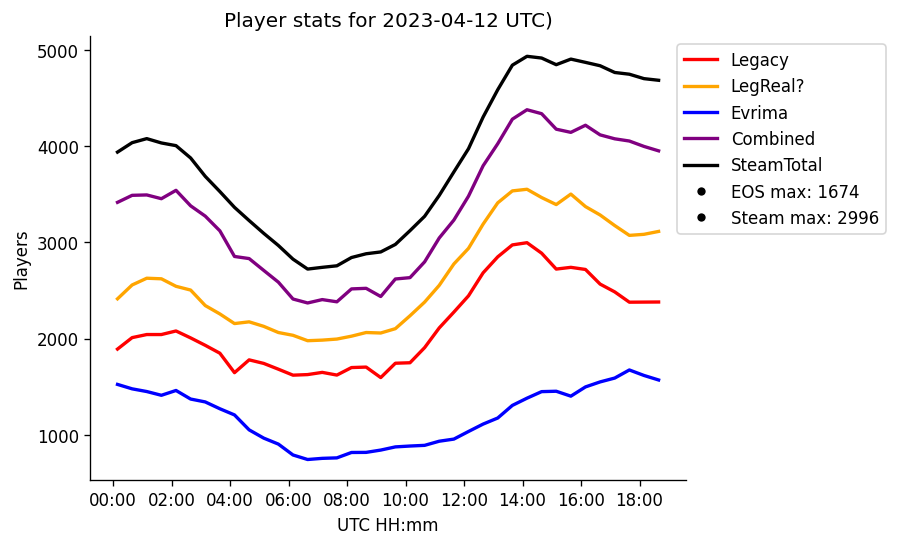 Player stats for 2023-04-12 UTC)
5000
4000
3000
2000
1000
Players
00:00 02:00 04:00 06:00 08:00 10:00 12:00 14:00 16:00 18:00
UTC HH:mm
Legacy
LegReal?
Evrima
Combined
SteamTotal
EOS max: 1674
Steam max: 2996